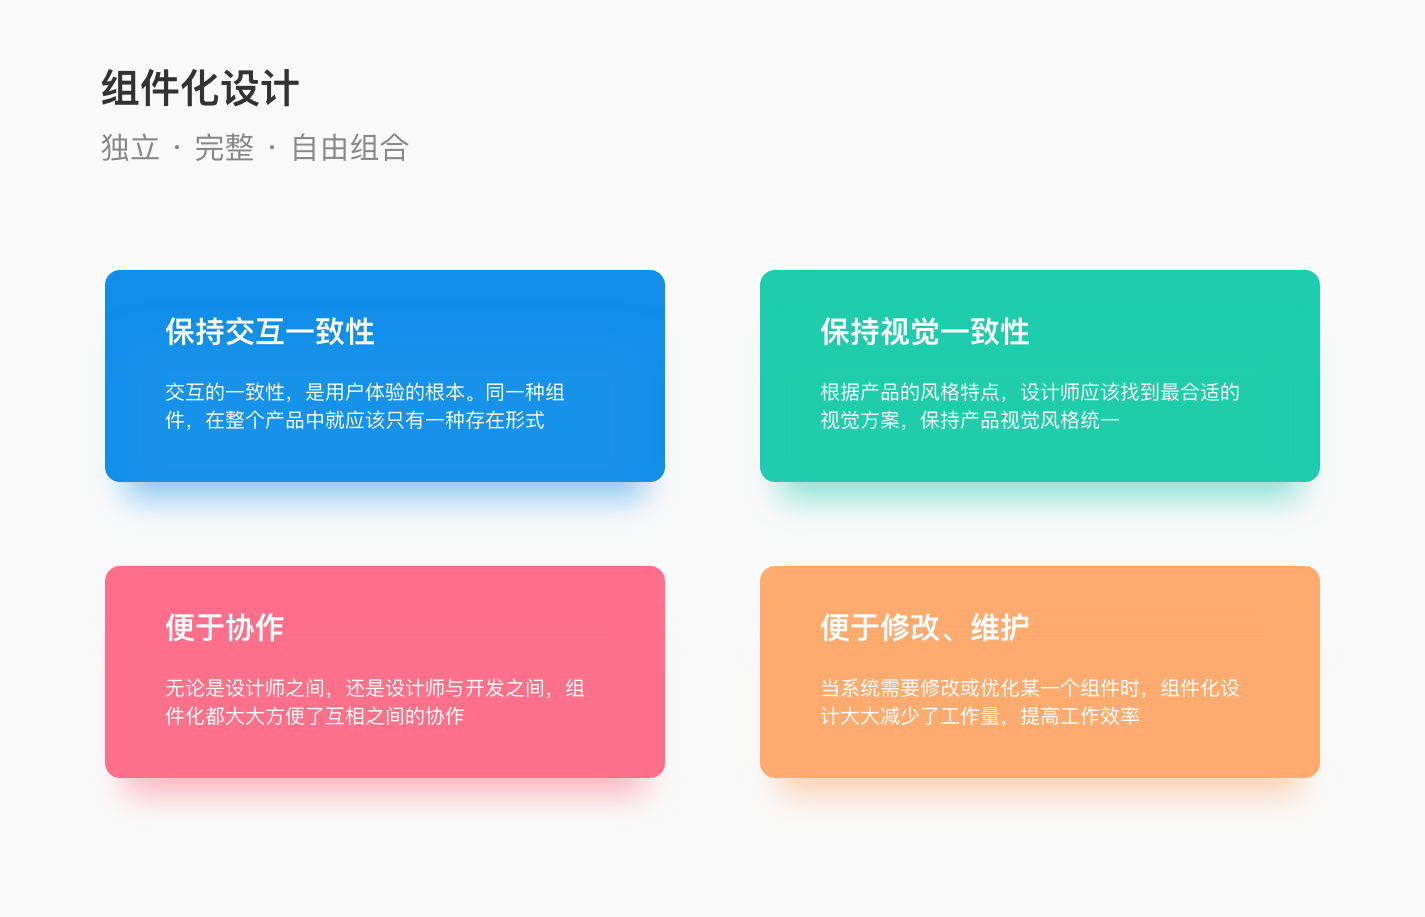 组件化设计
独立 · 完整 · 自由组合
保持交互一致性
交互的一致性，是用户体验的根本。同一种组
件，在整个产品中就应该只有一种存在形式
保持视觉一致性
根据产品的风格特点，设计师应该找到最合适的
视觉方案，保持产品视觉风格统一
便于协作
无论是设计师之间，还是设计师与开发之间，组
件化都大大方便了互相之间的协作
便于修改、维护
当系统需要修改或优化某一个组件时，组件化设
计大大减少了工作量，提高工作效率